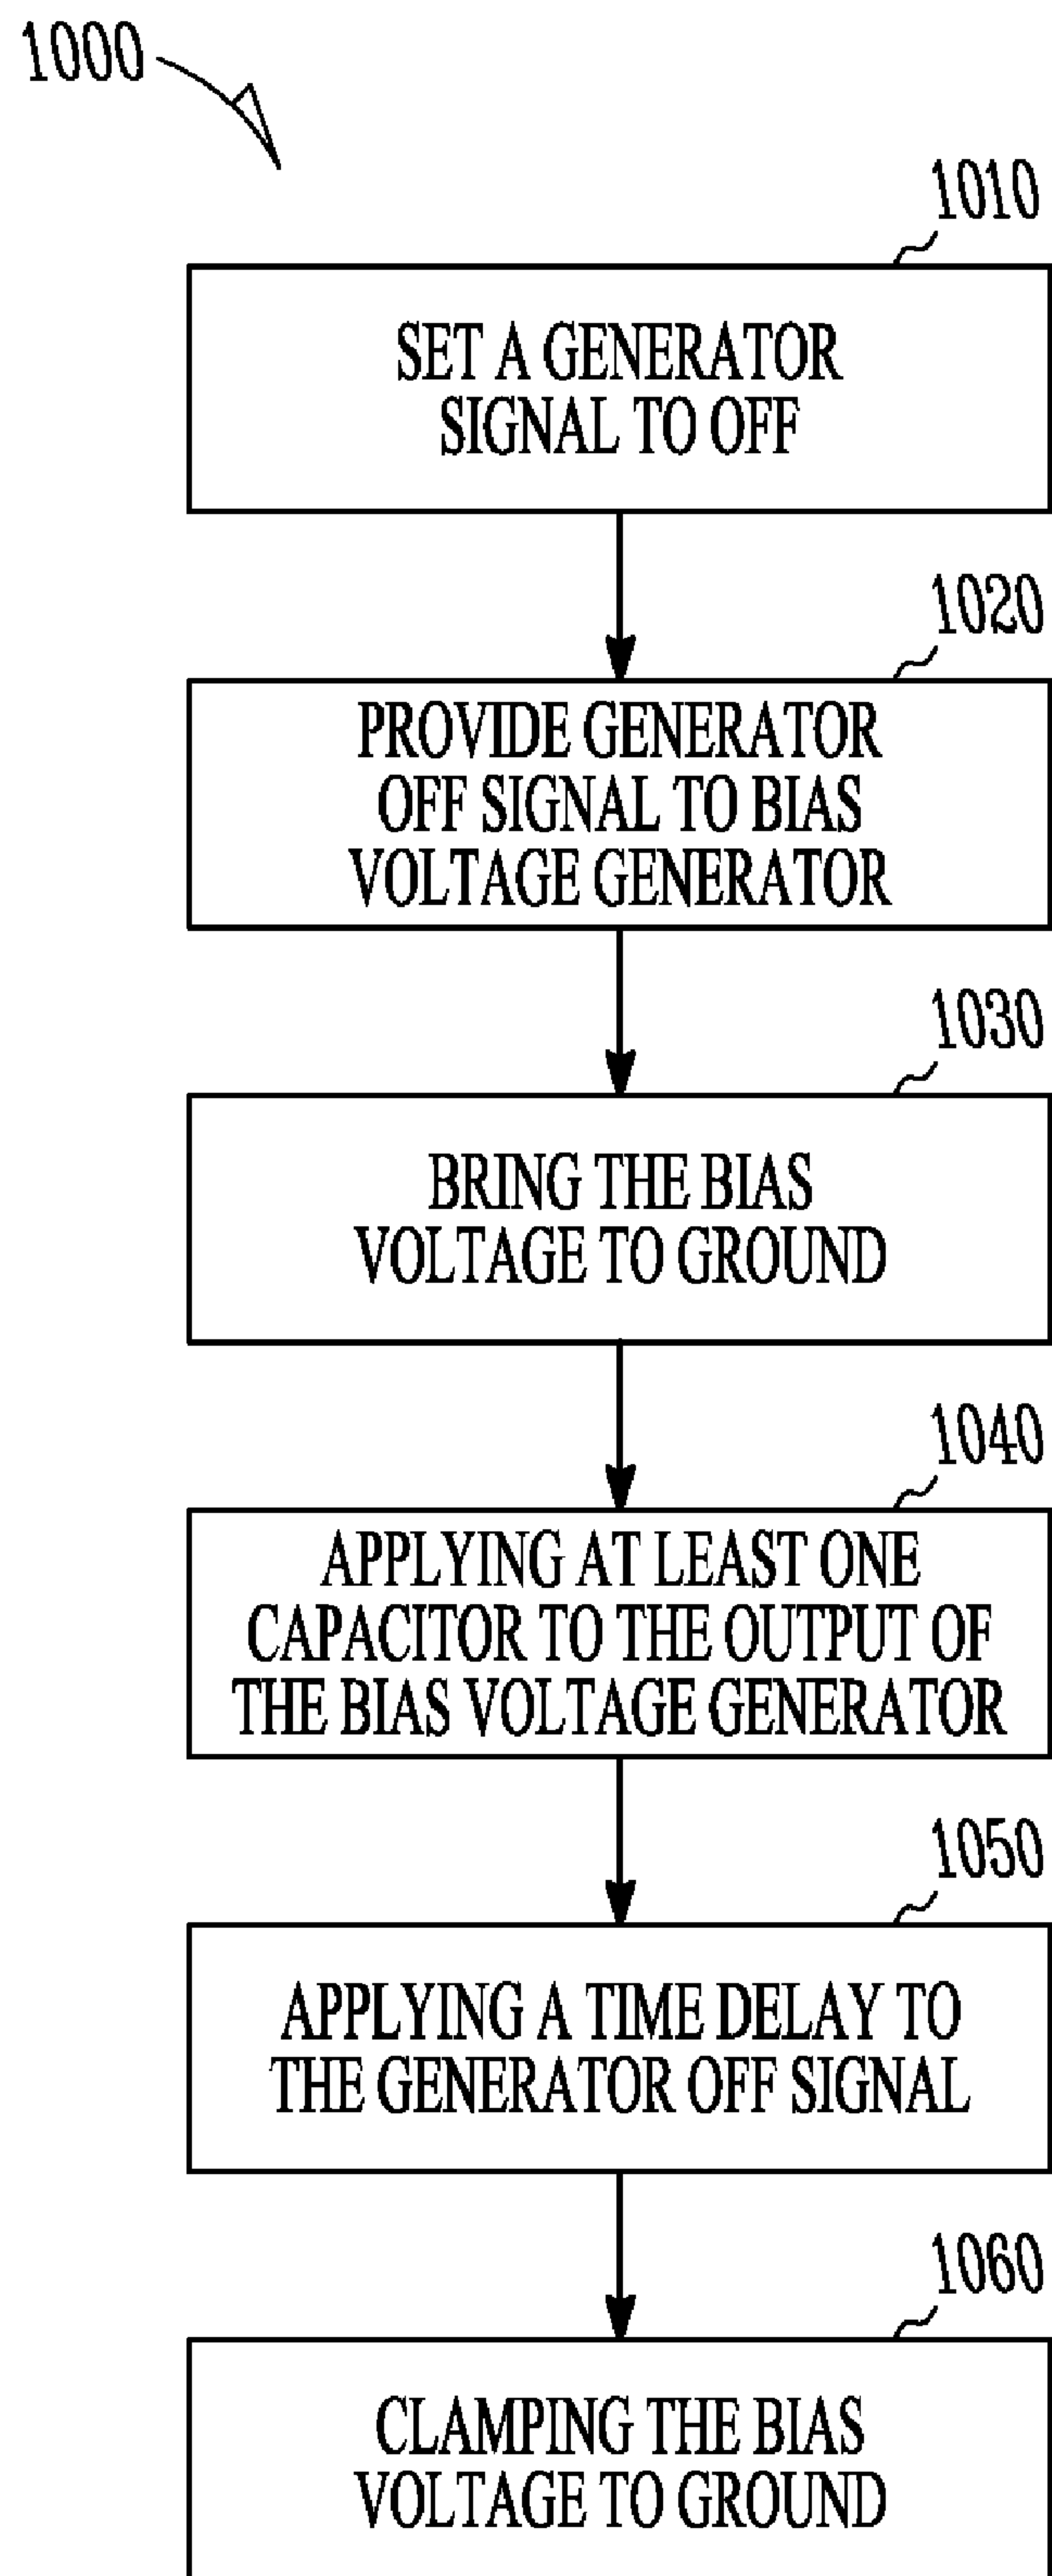 1000
1010
SET A GENERATOR
SIGNAL TO OFF
1020
PROVIDE GENERATOR
OFF SIGNAL TO BIAS
VOLTAGE GENERATOR
1030
BRING THE BIAS
VOLTAGE TO GROUND
1040
APPLYING AT LEAST ONE
CAPACITOR TO THE OUTPUT OF
THE BIAS VOLTAGE GENERATOR
1050
APPLYING A TIME DELAY TO
THE GENERATOR OFF SIGNAL
1060
CLAMPING THE BIAS
VOLTAGE TO GROUND